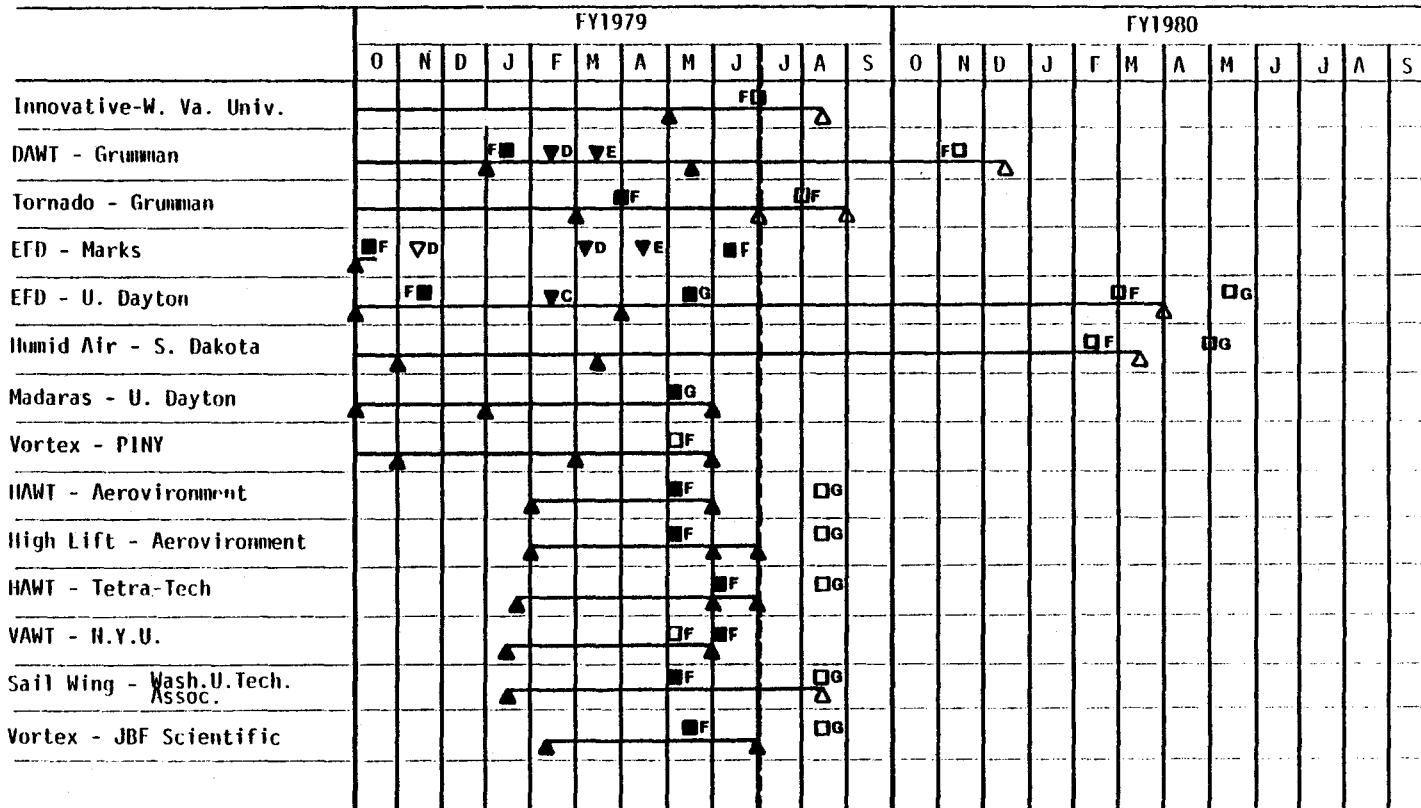 FY1979 FY1980
O N D J F M A M J J A S O N D J F M A M J J A S
Innovative-W. Va. Univ. F
DAWT - Grumman F D E F
Tornado - Grumman F F
EFD - Marks F D D E F
EFD - U. Dayton F C G F G
Humid Air - S. Dakota F G
Madaras - U. Dayton G
Vortex - PINY F
HAWT - Aerovironment F G
High Lift - Aerovironment F G
HAWT - Tetra-Tech F G
VAWT - N.Y.U. F F
Sail Wing - Wash.U.Tech. F G
Assoc.
Vortex - JBF Scientific F G